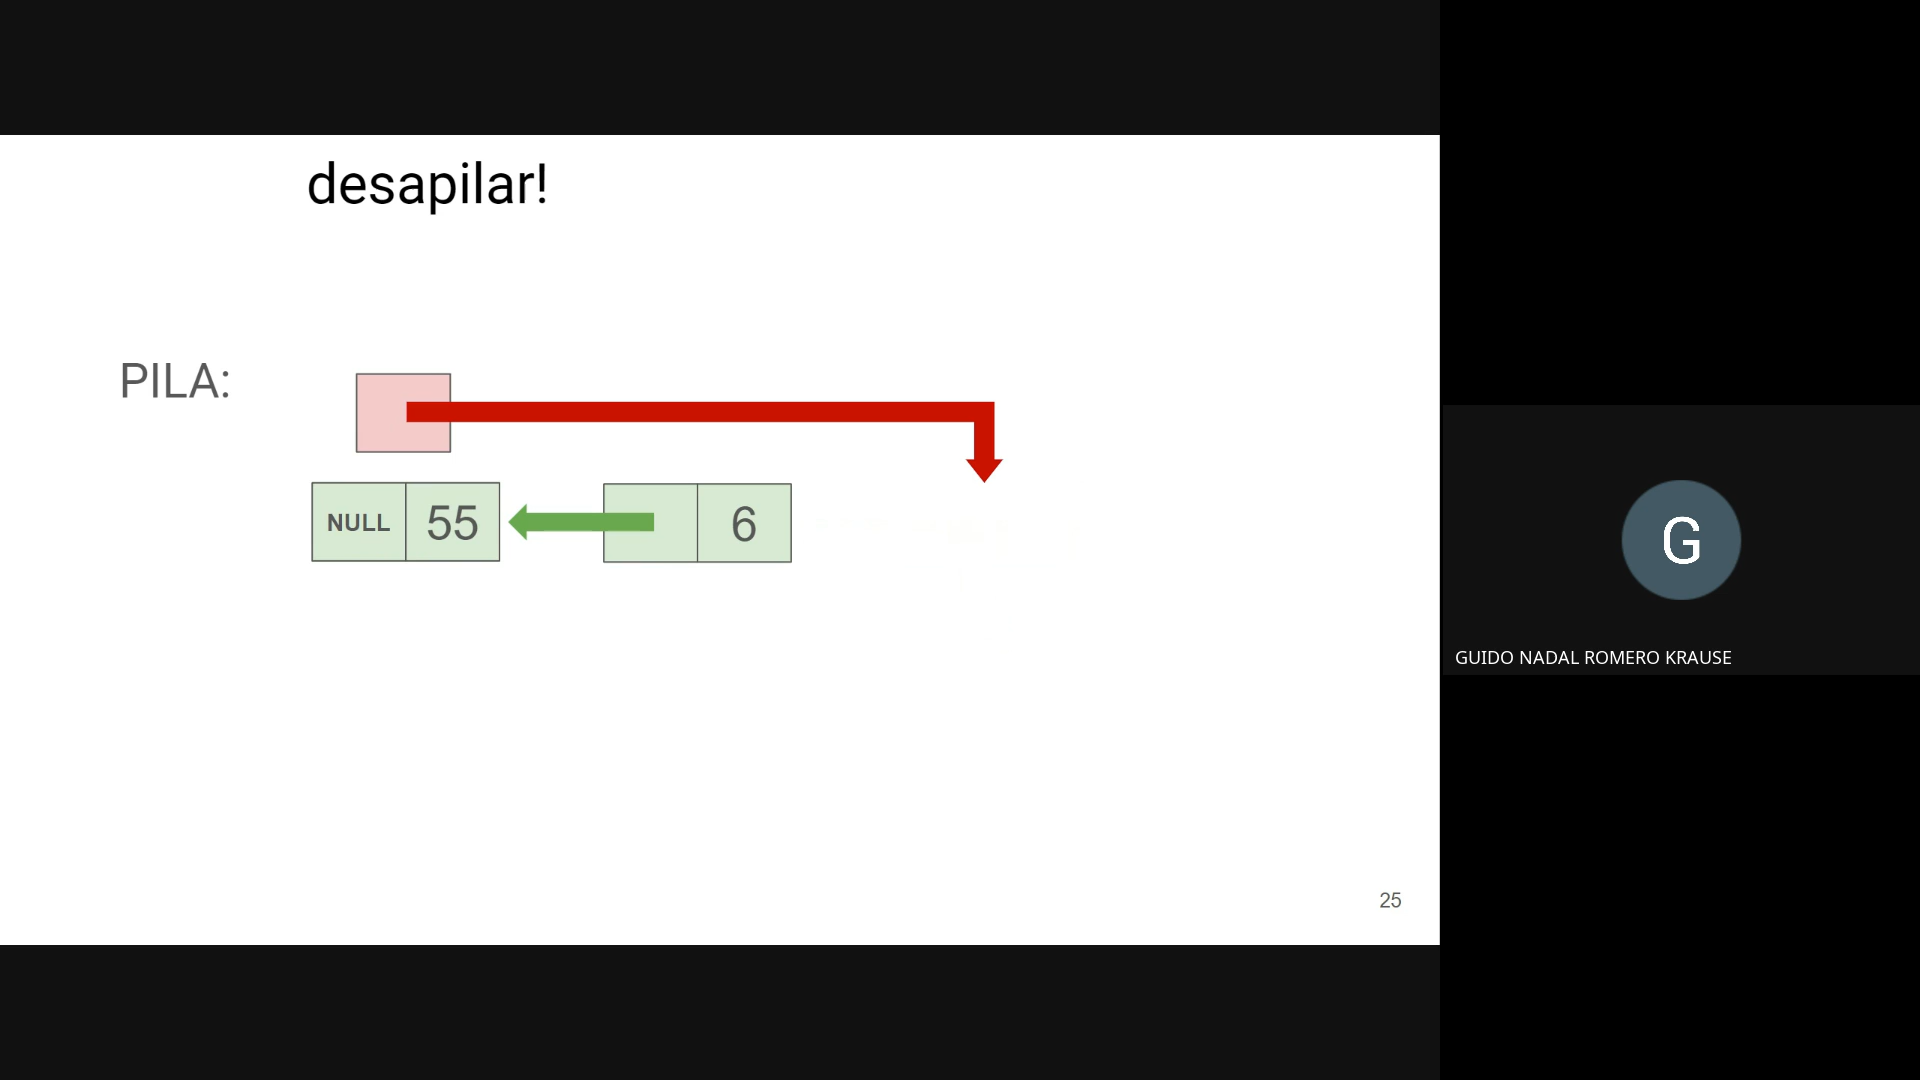 desapilar!
PILA:
NULL 55
6
25
G
GUIDO NADAL ROMERO KRAUSE